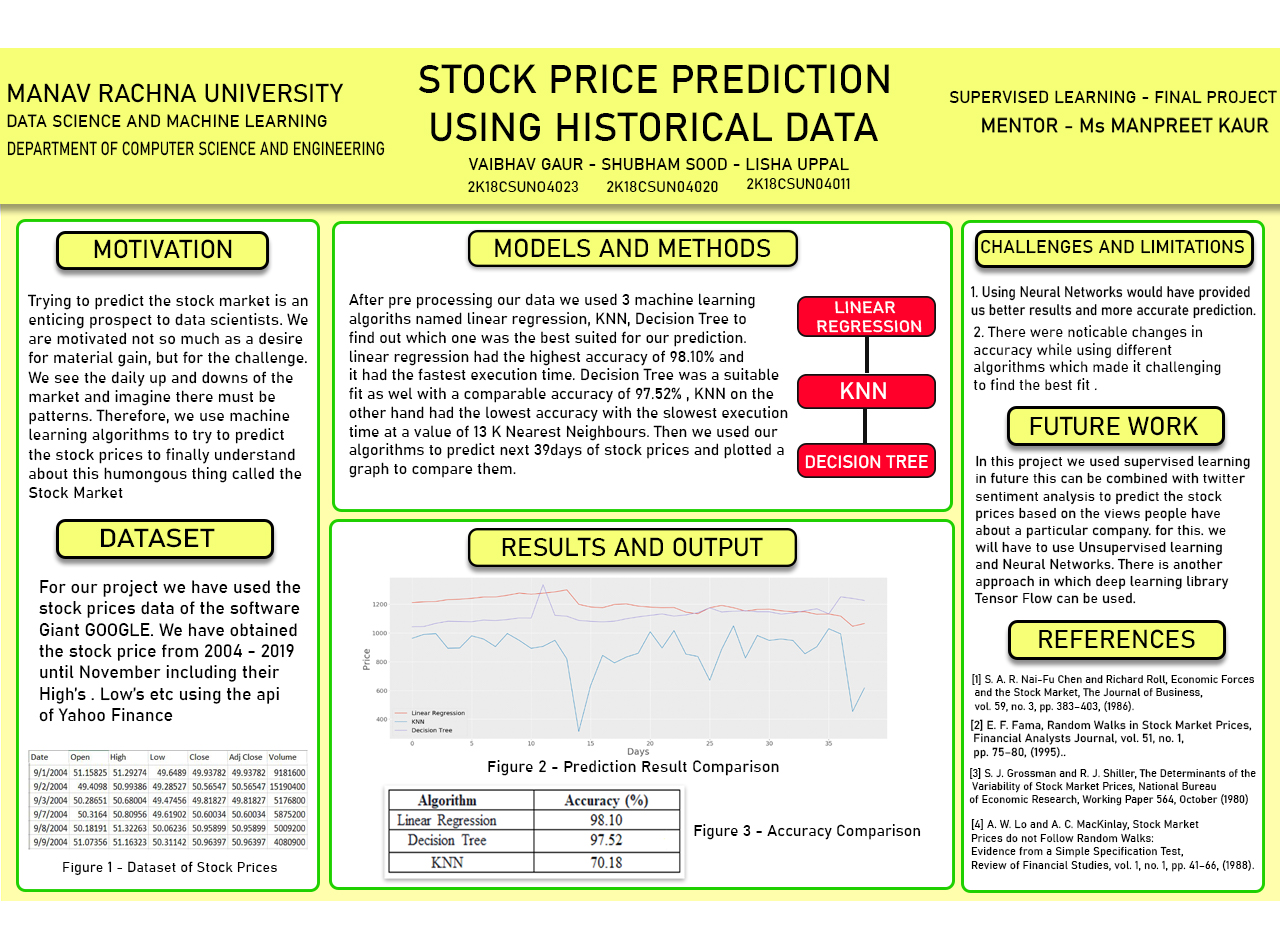 MANAV RACHNA UNIVERSITY
DATA SCIENCE AND MACHINE LEARNING
DEPARTMENT OF COMPUTER SCIENCE AND ENGINEERING
STOCK PRICE PREDICTION
USING HISTORICAL DATA
VAIBHAV GAUR - SHUBHAM SOOD - LISHA UPPAL
2K18CSUNO4023 2K18CSUN04020 2K18CSUN04011
SUPERVISED LEARNING - FINAL PROJECT
MENTOR - Ms MANPREET KAUR
MOTIVATION
Trying to predict the stock market is an
enticing prospect to data scientists. We
are motivated not so much as a desire
for material gain, but for the challenge.
We see the daily up and downs of the
market and imagine there must be
patterns. Therefore, we use machine
learning algorithms to try to predict
the stock prices to finally understand
about this humongous thing called the
Stock Market
DATASET
For our project we have used the
stock prices data of the software
Giant GOOGLE. We have obtained
the stock price from 2004 - 2019
until November including their
High's . Low's etc using the api
of Yahoo Finance
Date Open High Low Close Adj Close Volume
9/1/2004 51.15825 51.29274 49.6489 49.93782 49.93782 9181600
9/2/2004 49.4098 50.99386 49.28527 50.56547 50.56547 15190400
9/3/2004 50.28651 50.68004 49.47456 49.81827 49.81827 5176800
9/7/2004 50.3164 50.80956 49.61902 50.60034 50.60034 5875200
9/8/2004 50.18191 51.32263 50.06236 50.95899 50.95899 5009200
9/9/2004 51.07356 51.16323 50.31142 50.96397 50.96397 4080900
Figure 1 - Dataset of Stock Prices
MODELS AND METHODS
After pre processing our data we used 3 machine learning
algoriths named linear regression, KNN, Decision Tree to
find out which one was the best suited for our prediction.
linear regression had the highest accuracy of 98.10% and
it had the fastest execution time. Decision Tree was a suitable
fit as wel with a comparable accuracy of 97.52% , KNN on the
other hand had the lowest accuracy with the slowest execution
time at a value of 13 K Nearest Neighbours. Then we used our
algorithms to predict next 39days of stock prices and plotted a
graph to compare them.
LINEAR
REGRESSION
KNN
DECISION TREE
RESULTS AND OUTPUT
1200
1000
800
600
400
Price
Linear Regression
KNN
Decision Tree
0 5 10 15 20 25 30 35
Days
Figure 2 - Prediction Result Comparison
Algorithm Accuracy (%)
Linear Regression 98.10
Decision Tree 97.52
KNN 70.18
Figure 3 - Accuracy Comparison
CHALLENGES AND LIMITATIONS
1. Using Neural Networks would have provided
us better results and more accurate prediction.
2. There were noticable changes in
accuracy while using different
algorithms which made it challenging
to find the best fit .
FUTURE WORK
In this project we used supervised learning
in future this can be combined with twitter
sentiment analysis to predict the stock
prices based on the views people have
about a particular company. for this. we
will have to use Unsupervised learning
and Neural Networks. There is another
approach in which deep learning library
Tensor Flow can be used.
REFERENCES
[1] S. A. R. Nai-Fu Chen and Richard Roll, Economic Forces
and the Stock Market, The Journal of Business,
vol. 59, no. 3, pp. 383–403, (1986).
[2] E. F. Fama, Random Walks in Stock Market Prices,
Financial Analysts Journal, vol. 51, no. 1,
pp. 75–80, (1995)..
[3] S. J. Grossman and R. J. Shiller, The Determinants of the
Variability of Stock Market Prices, National Bureau
of Economic Research, Working Paper 564, October (1980)
[4] A. W. Lo and A. C. MacKinlay, Stock Market
Prices do not Follow Random Walks:
Evidence from a Simple Specification Test,
Review of Financial Studies, vol. 1, no. 1, pp. 41–66, (1988).